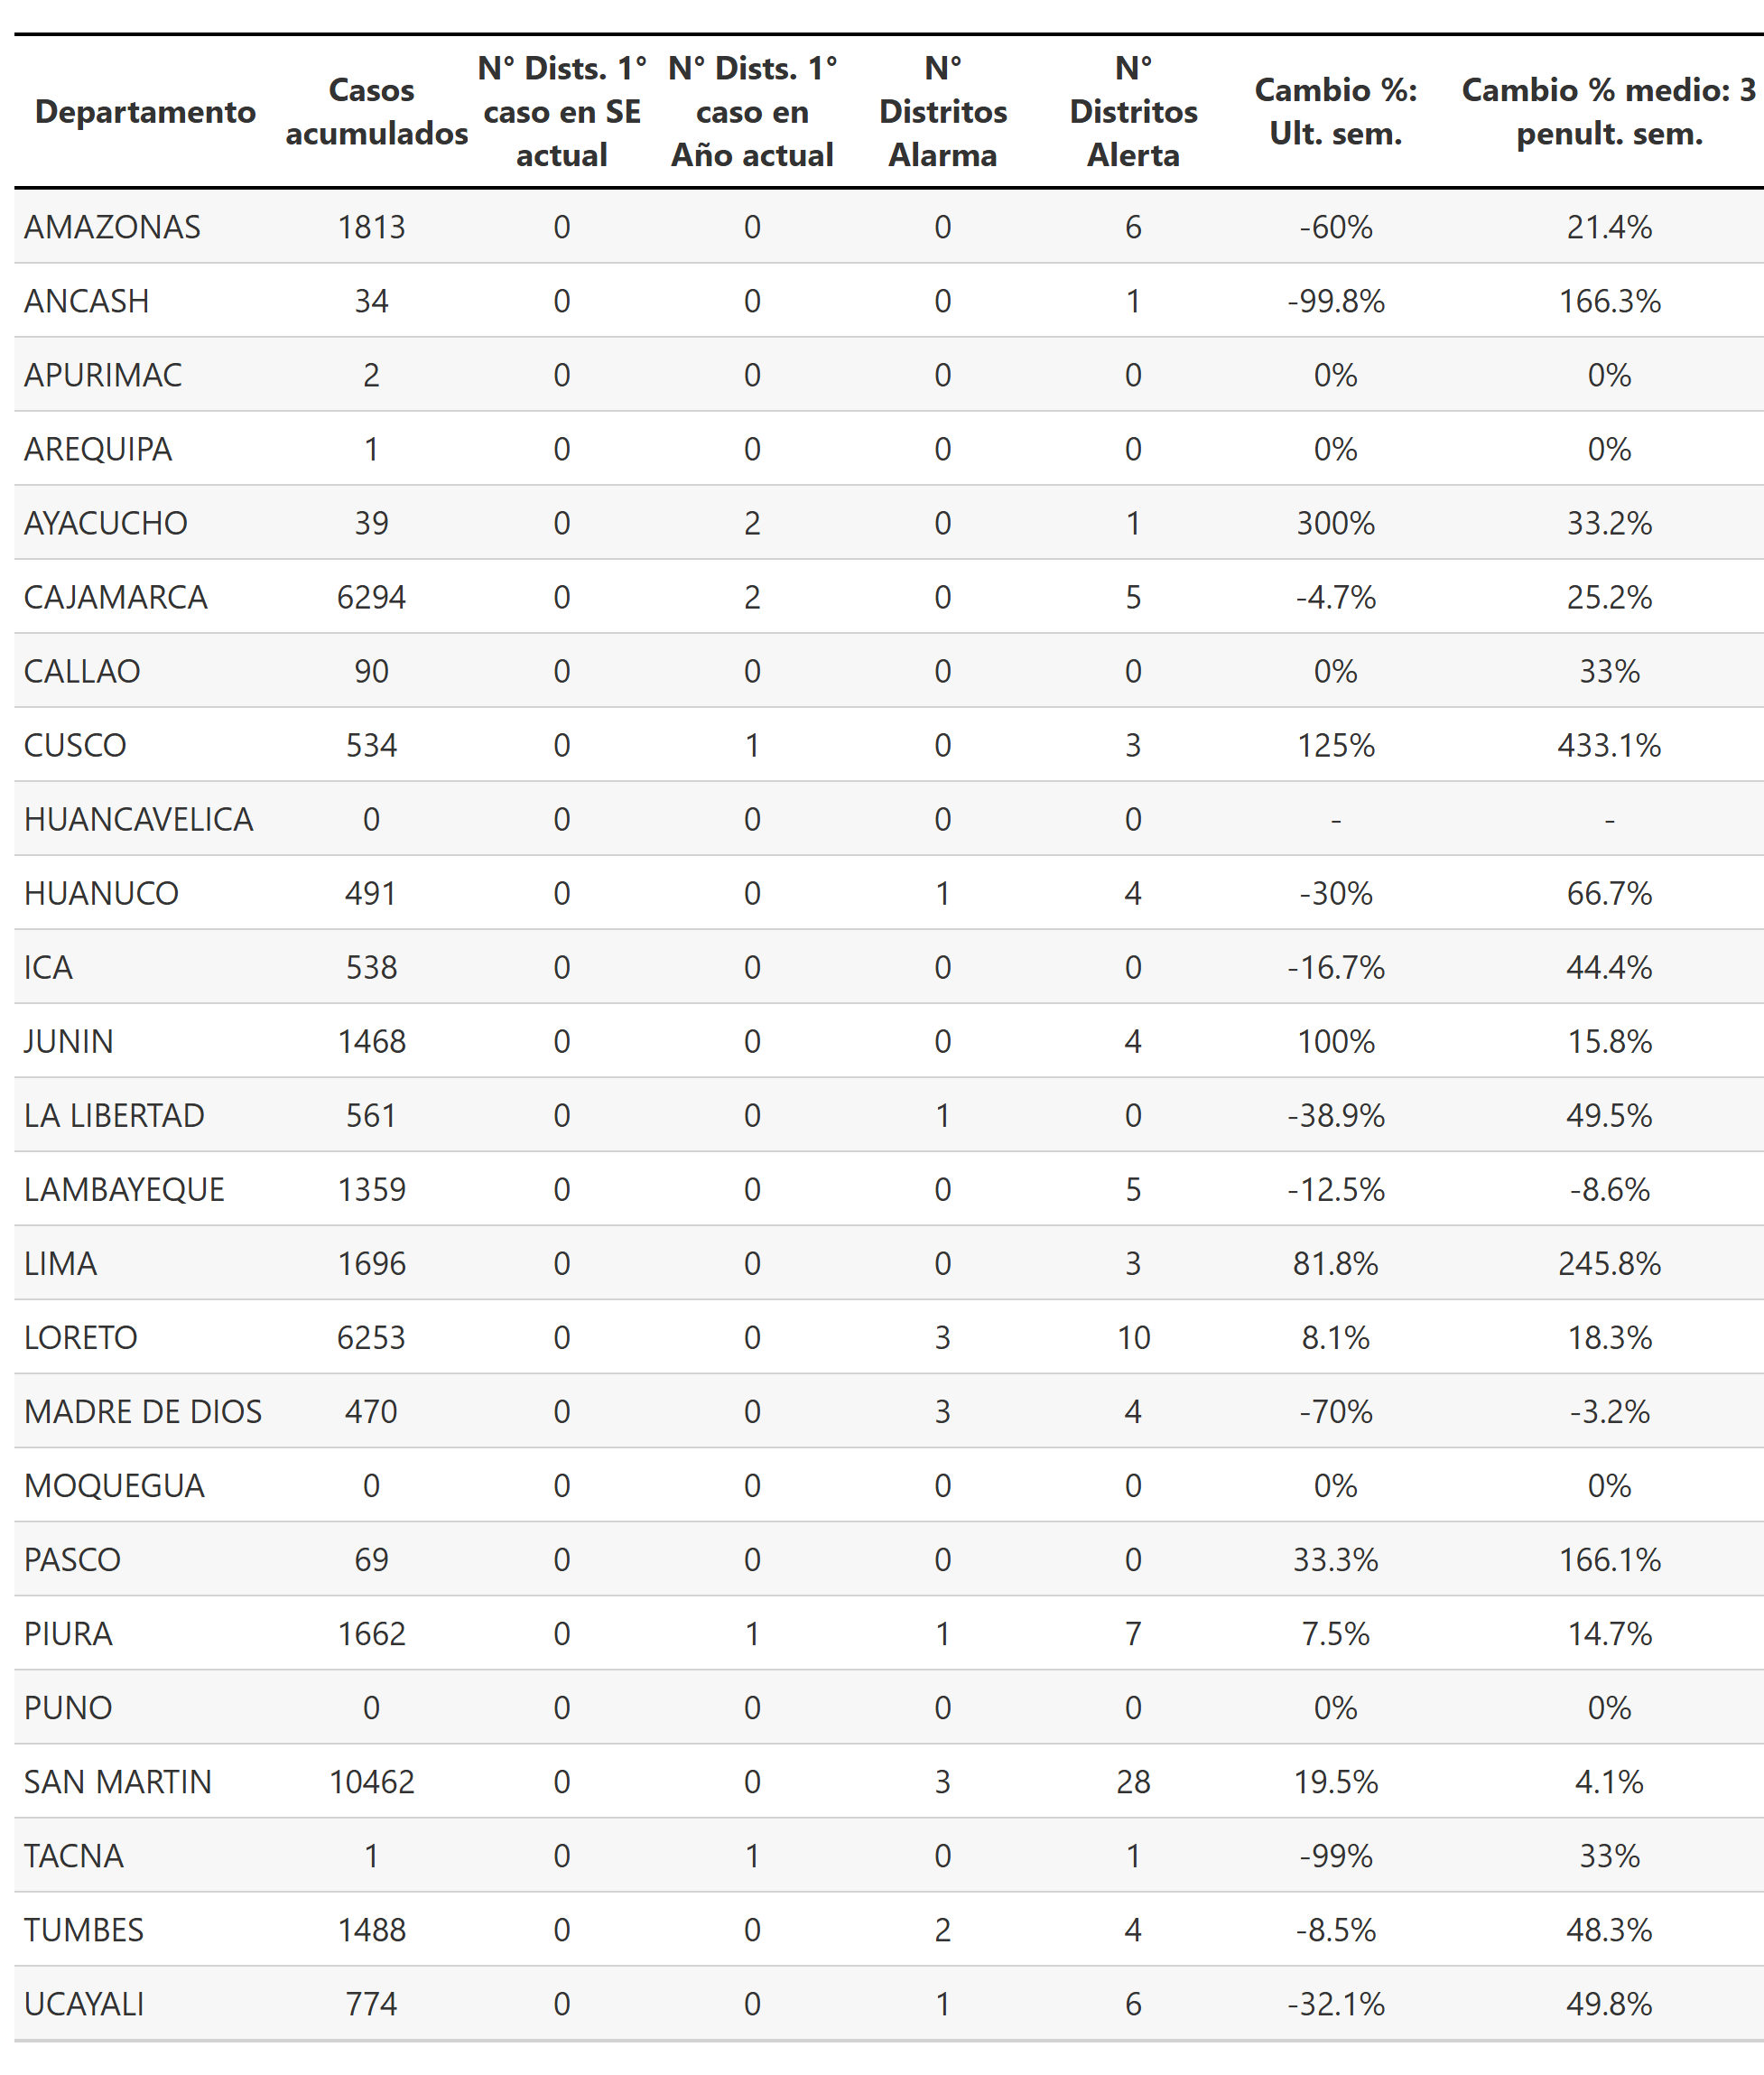 Departamento Casos acumulados N° Dists. 1° caso en SE actual N° Dists. 1° caso en Año actual N° Distritos Alarma N° Distritos Alerta Cambio %: Ult. sem. Cambio % medio: 3 penult. sem.
AMAZONAS 1813 0 0 0 6 -60% 21.4%
ANCASH 34 0 0 0 1 -99.8% 166.3%
APURIMAC 2 0 0 0 0 0% 0%
AREQUIPA 1 0 0 0 0 0% 0%
AYACUCHO 39 0 2 0 1 300% 33.2%
CAJAMARCA 6294 0 2 0 5 -4.7% 25.2%
CALLAO 90 0 0 0 0 0% 33%
CUSCO 534 0 1 0 3 125% 433.1%
HUANCAVELICA 0 0 0 0 0 - -
HUANUCO 491 0 0 1 4 -30% 66.7%
ICA 538 0 0 0 0 -16.7% 44.4%
JUNIN 1468 0 0 0 4 100% 15.8%
LA LIBERTAD 561 0 0 1 0 -38.9% 49.5%
LAMBAYEQUE 1359 0 0 0 5 -12.5% -8.6%
LIMA 1696 0 0 0 3 81.8% 245.8%
LORETO 6253 0 0 3 10 8.1% 18.3%
MADRE DE DIOS 470 0 0 3 4 -70% -3.2%
MOQUEGUA 0 0 0 0 0 0% 0%
PASCO 69 0 0 0 0 33.3% 166.1%
PIURA 1662 0 1 1 7 7.5% 14.7%
PUNO 0 0 0 0 0 0% 0%
SAN MARTIN 10462 0 0 3 28 19.5% 4.1%
TACNA 1 0 1 0 1 -99% 33%
TUMBES 1488 0 0 2 4 -8.5% 48.3%
UCAYALI 774 0 0 1 6 -32.1% 49.8%